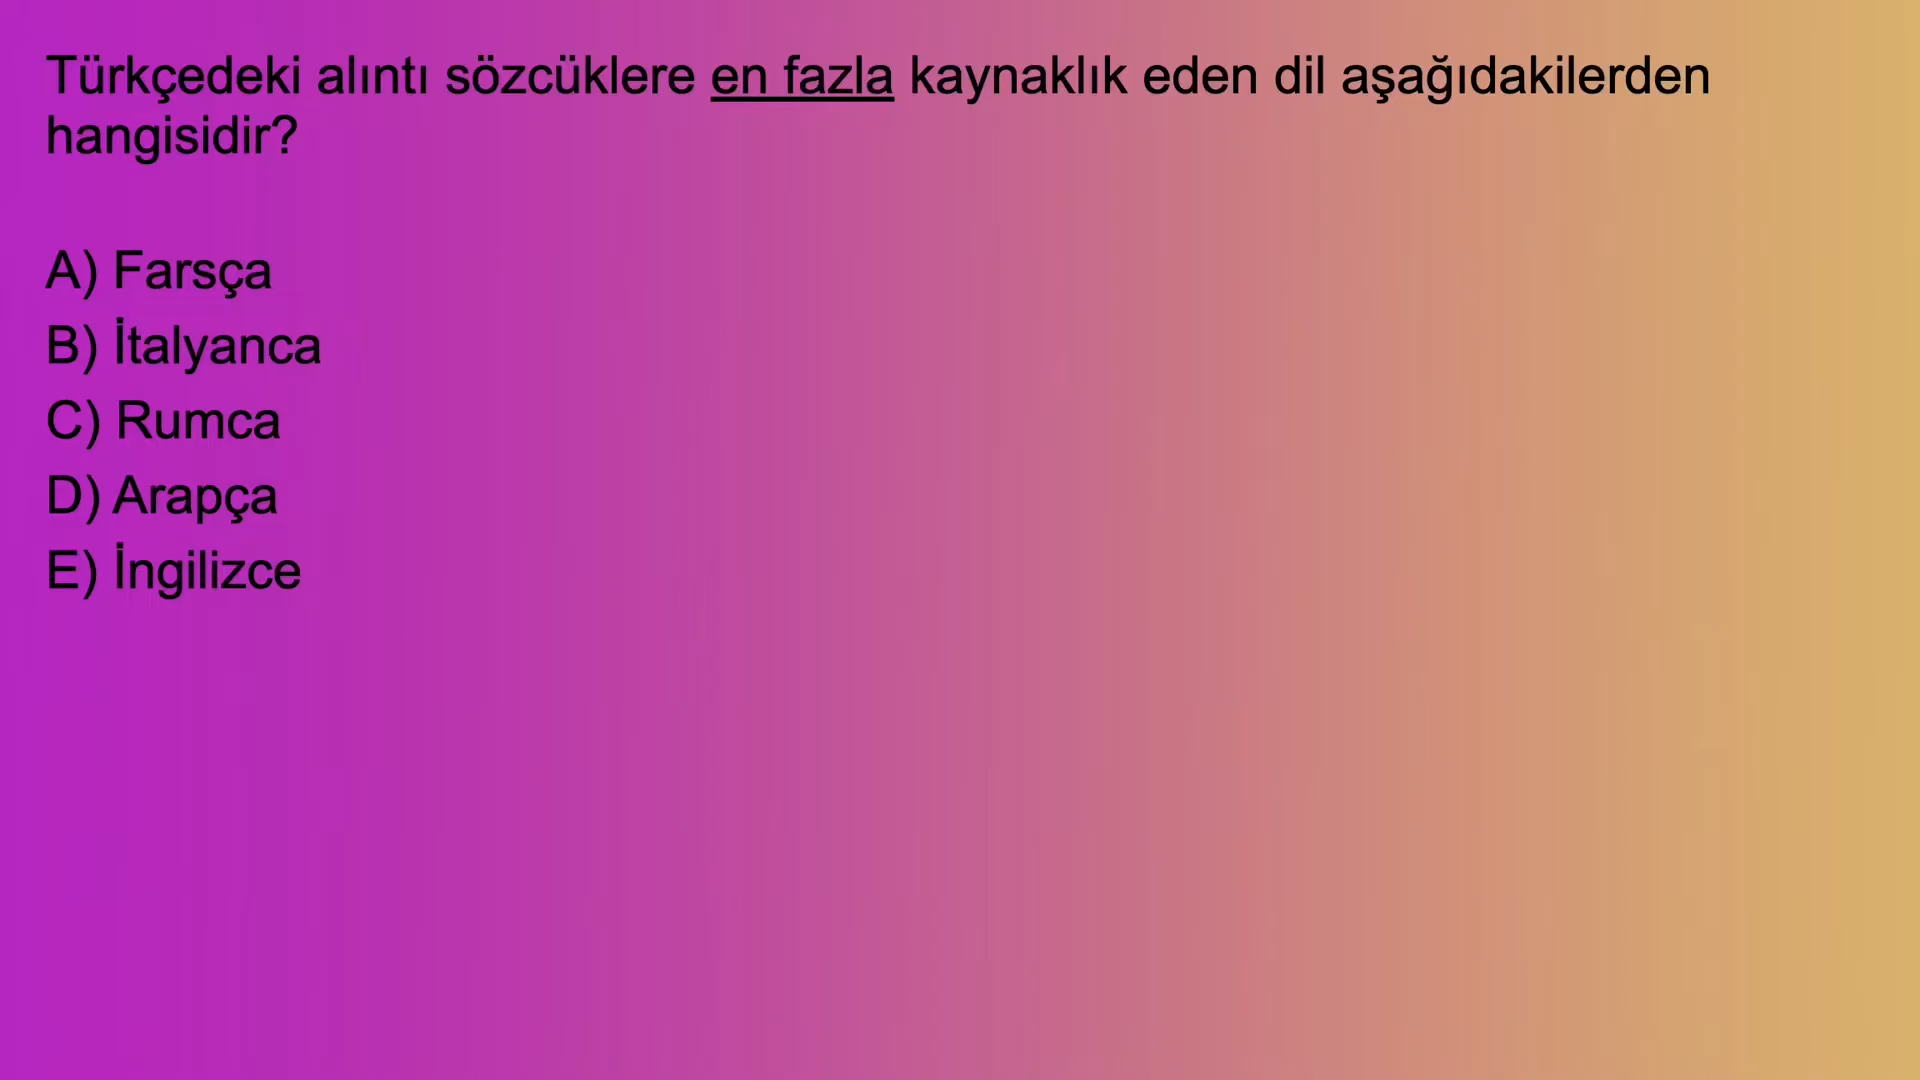 Türkçedeki alıntı sözcüklere en fazla kaynaklık eden dil aşağıdakilerden
hangisidir?
A) Farsça
B) İtalyanca
C) Rumca
D) Arapça
E) İngilizce